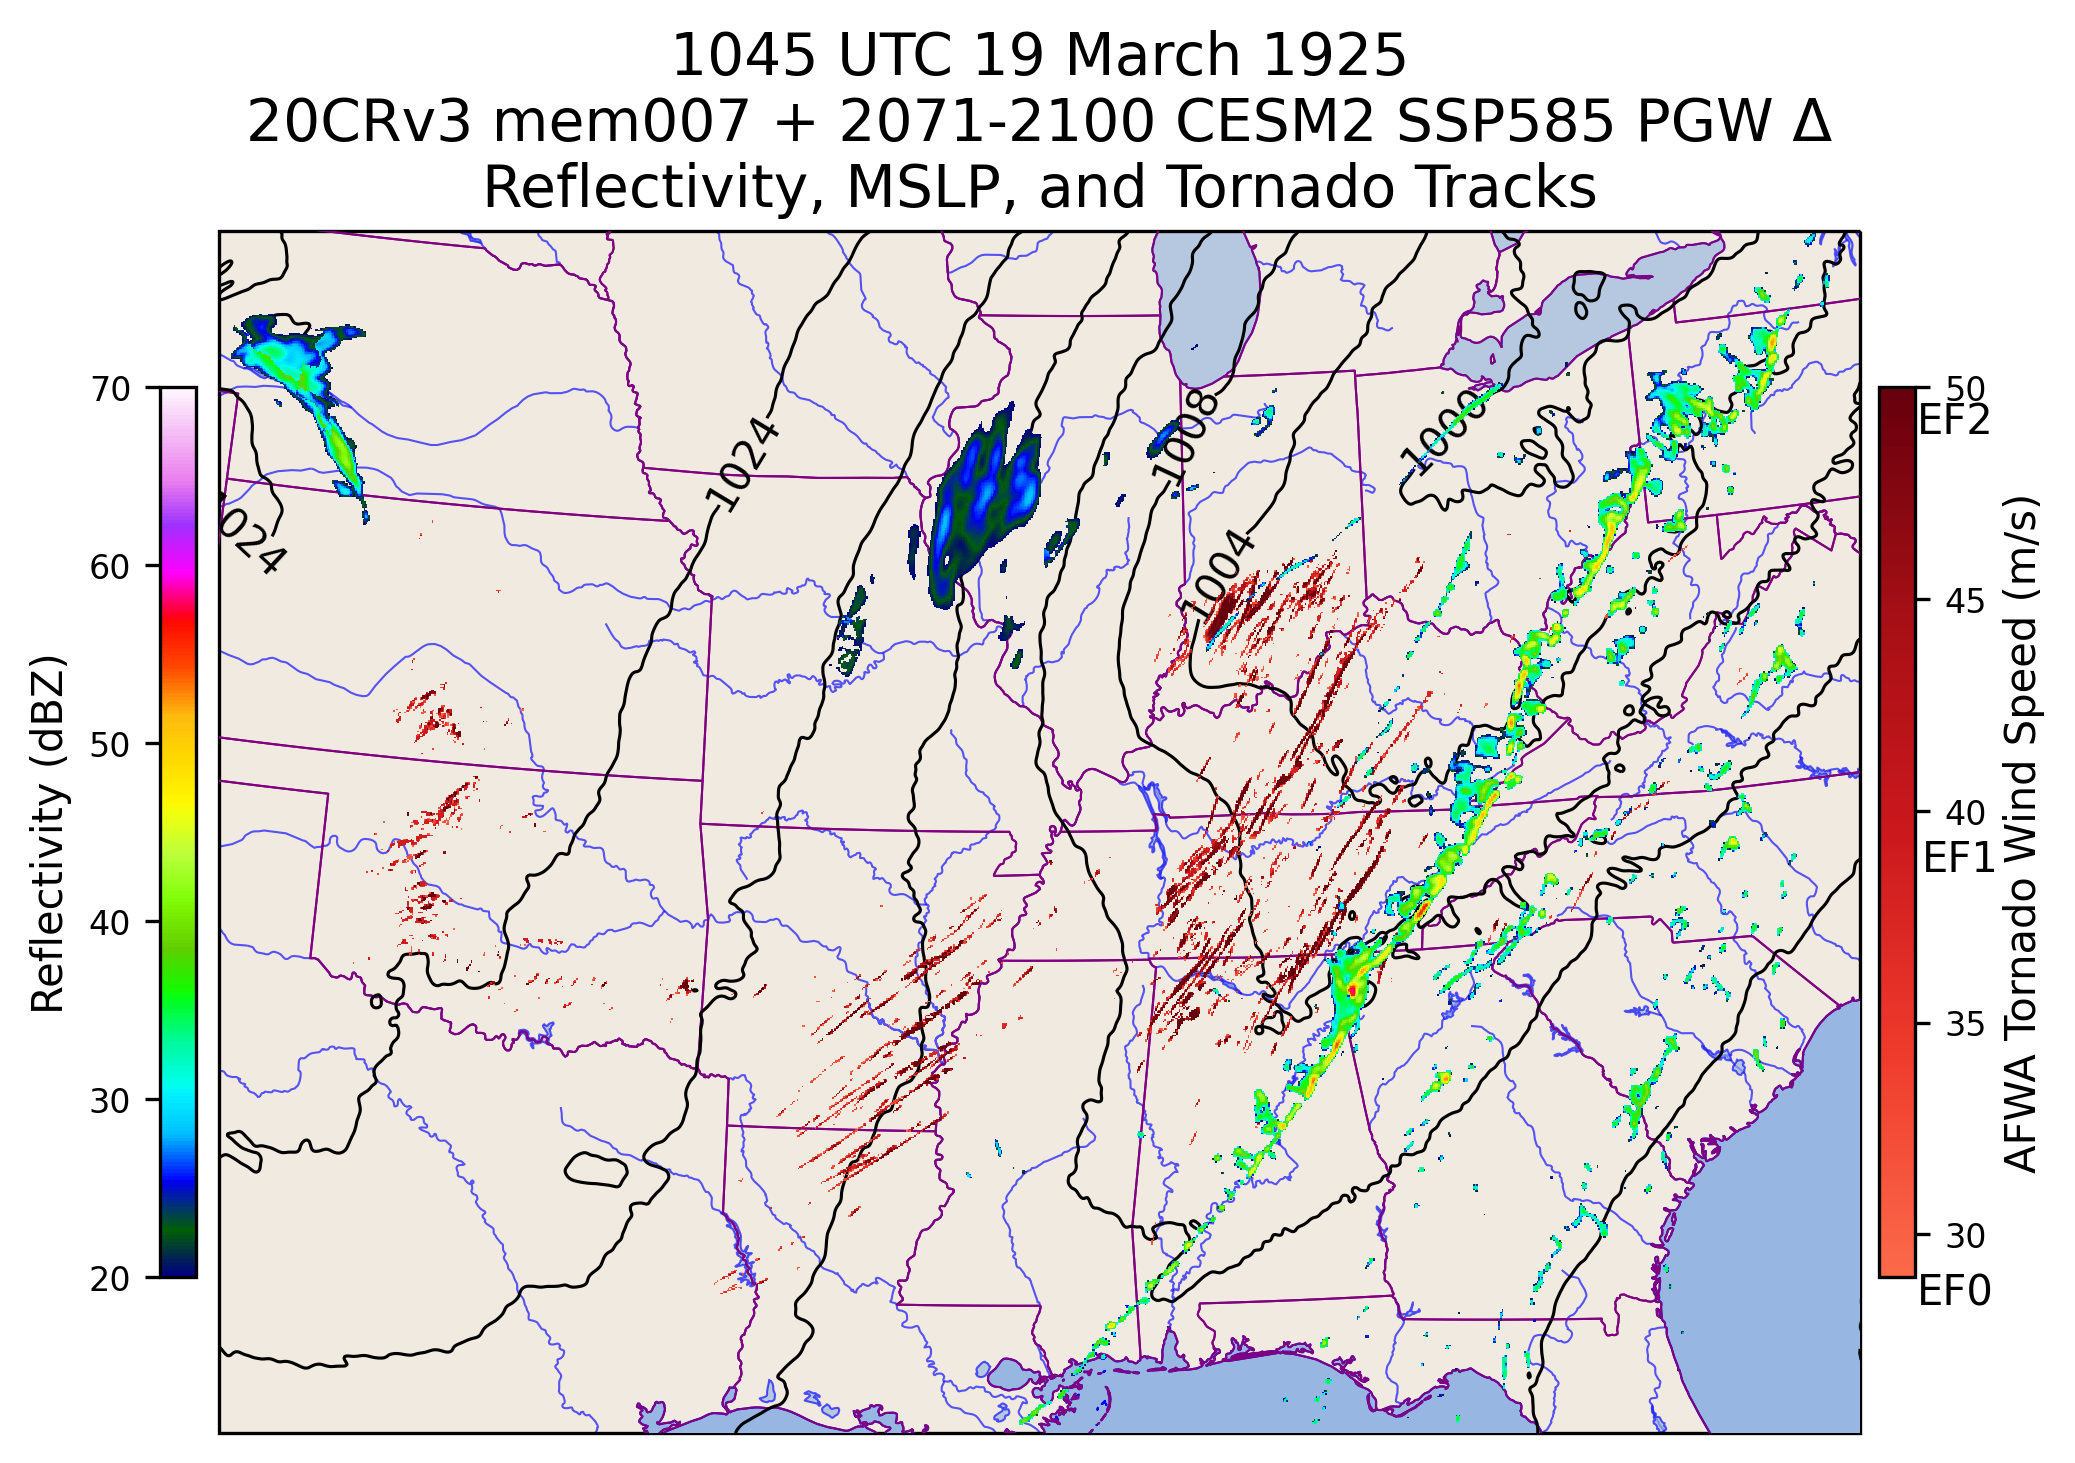 1045 UTC 19 March 1925
20CRv3 mem007 + 2071-2100 CESM2 SSP585 PGW Δ
Reflectivity, MSLP, and Tornado Tracks
Reflectivity (dBZ)
70
60
50
40
30
20
1024
1024
1008
1004
1000
50
EF2
45
40
EF1
35
30
EF0
AFWA Tornado Wind Speed (m/s)